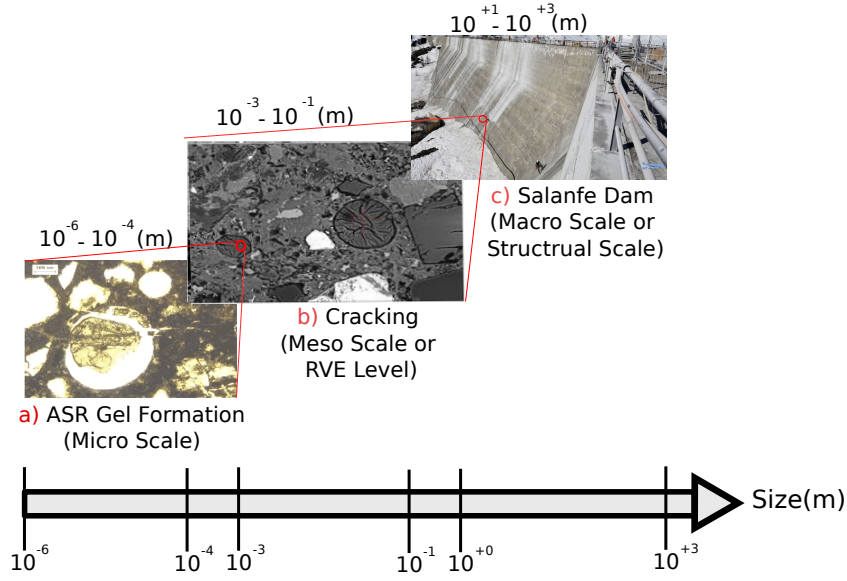 10⁺¹- 10⁺³ (m)
10⁻³ - 10⁻¹ (m)
10⁻⁶ - 10⁻⁴ (m)
c) Salanfe Dam
(Macro Scale or
Structrual Scale)
b) Cracking
(Meso Scale or
RVE Level)
a) ASR Gel Formation
(Micro Scale)
Size(m)
10⁻⁶ 10⁻⁴ 10⁻³ 10⁻¹ 10⁺⁰ 10⁺³